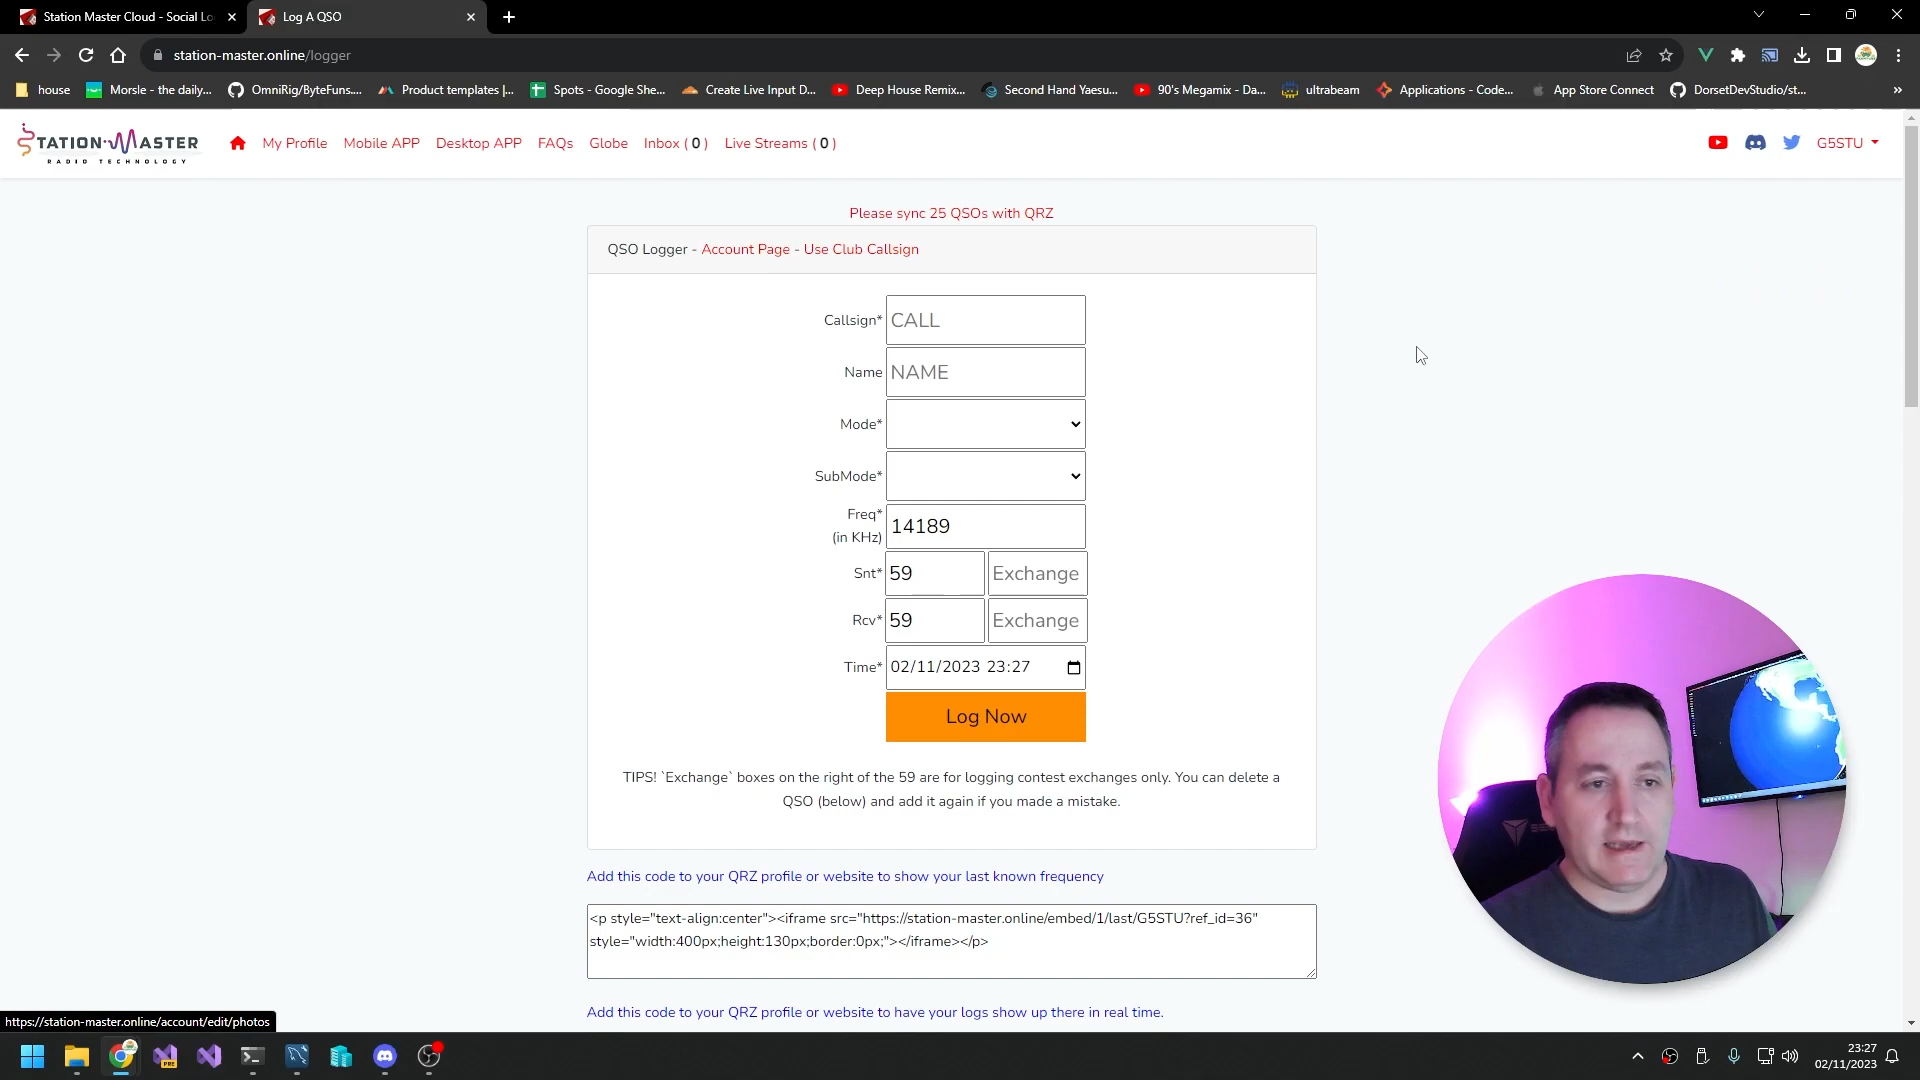 Station Master Cloud - Social Lo
Log A QSO
station-master.online/logger
house
Morsle - the daily...
OmniRig/ByteFuns....
Product templates |...
Spots - Google She...
Create Live Input D...
Deep House Remix...
Second Hand Yaesu...
90's Megamix - Da...
ultrabeam
Applications - Code...
App Store Connect
DorsetDevStudio/st...
»
STATION-MASTER
RADIO TECHNOLOGY
My Profile
Mobile APP
Desktop APP
FAQs
Globe
Inbox ( 0 )
Live Streams ( 0 )
G5STU
Please sync 25 QSOs with QRZ
QSO Logger - Account Page - Use Club Callsign
Callsign* CALL
Name NAME
Mode*
SubMode*
Freq*
(in KHz) 14189
Snt* 59 Exchange
Rcv* 59 Exchange
Time* 02/11/2023 23:27
Log Now
TIPS! `Exchange` boxes on the right of the 59 are for logging contest exchanges only. You can delete a
QSO (below) and add it again if you made a mistake.
Add this code to your QRZ profile or website to show your last known frequency
<p style="text-align:center"><iframe src="https://station-master.online/embed/1/last/G5STU?ref_id=36"
style="width:400px;height:130px;border:0px;"></iframe></p>
Add this code to your QRZ profile or website to have your logs show up there in real time.
https://station-master.online/account/edit/photos
PRE
23:27
02/11/2023